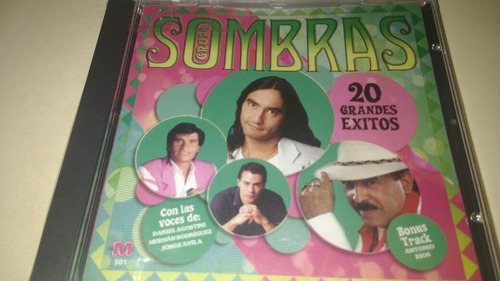 GRUPO
SOMBRAS
20
GRANDES
EXITOS
Con las
voces de:
DANIEL AGOSTINI
HERNÁN RODRIGUEZ
JORGE AVILA
Bonus
Track
ANTONIO
RIOS
M
501